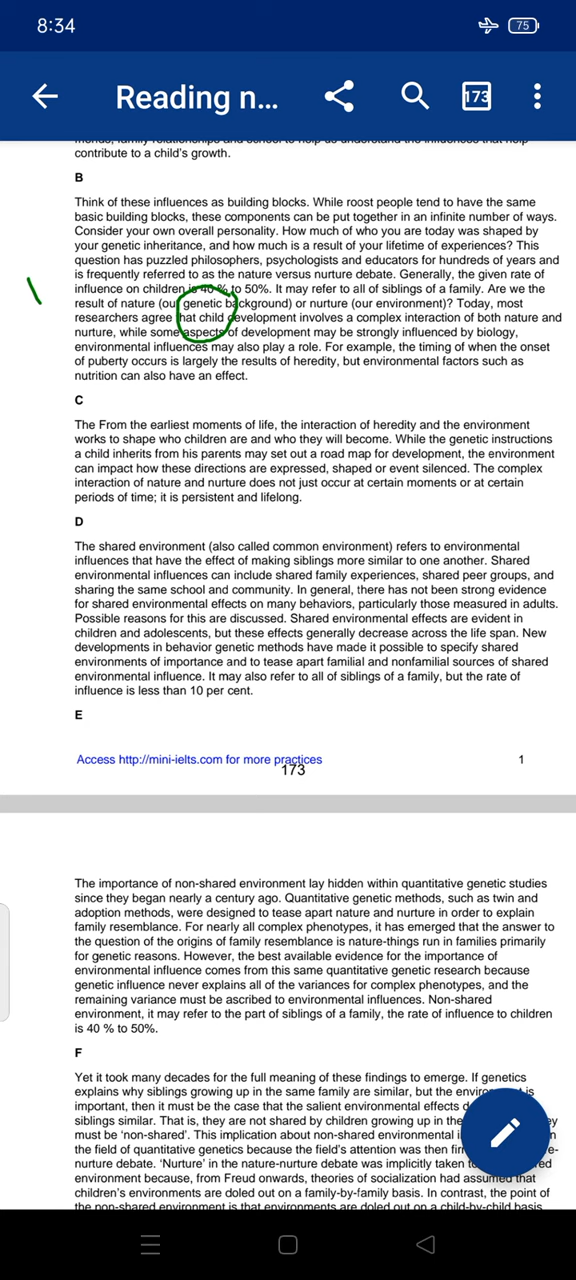 8:34
75
Reading n...
173
contribute to a child's growth.
B
Think of these influences as building blocks. While roost people tend to have the same
basic building blocks, these components can be put together in an infinite number of ways.
Consider your own overall personality. How much of who you are today was shaped by
your genetic inheritance, and how much is a result of your lifetime of experiences? This
question has puzzled philosophers, psychologists and educators for hundreds of years and
is frequently referred to as the nature versus nurture debate. Generally, the given rate of
influence on children is 40 % to 50%. It may refer to all of siblings of a family. Are we the
result of nature (our genetic background) or nurture (our environment)? Today, most
researchers agree that child development involves a complex interaction of both nature and
nurture, while some aspects of development may be strongly influenced by biology,
environmental influences may also play a role. For example, the timing of when the onset
of puberty occurs is largely the results of heredity, but environmental factors such as
nutrition can also have an effect.
C
The From the earliest moments of life, the interaction of heredity and the environment
works to shape who children are and who they will become. While the genetic instructions
a child inherits from his parents may set out a road map for development, the environment
can impact how these directions are expressed, shaped or event silenced. The complex
interaction of nature and nurture does not just occur at certain moments or at certain
periods of time; it is persistent and lifelong.
D
The shared environment (also called common environment) refers to environmental
influences that have the effect of making siblings more similar to one another. Shared
environmental influences can include shared family experiences, shared peer groups, and
sharing the same school and community. In general, there has not been strong evidence
for shared environmental effects on many behaviors, particularly those measured in adults.
Possible reasons for this are discussed. Shared environmental effects are evident in
children and adolescents, but these effects generally decrease across the life span. New
developments in behavior genetic methods have made it possible to specify shared
environments of importance and to tease apart familial and nonfamilial sources of shared
environmental influence. It may also refer to all of siblings of a family, but the rate of
influence is less than 10 per cent.
E
Access http://mini-ielts.com for more practices 1
173
The importance of non-shared environment lay hidden within quantitative genetic studies
since they began nearly a century ago. Quantitative genetic methods, such as twin and
adoption methods, were designed to tease apart nature and nurture in order to explain
family resemblance. For nearly all complex phenotypes, it has emerged that the answer to
the question of the origins of family resemblance is nature-things run in families primarily
for genetic reasons. However, the best available evidence for the importance of
environmental influence comes from this same quantitative genetic research because
genetic influence never explains all of the variances for complex phenotypes, and the
remaining variance must be ascribed to environmental influences. Non-shared
environment, it may refer to the part of siblings of a family, the rate of influence to children
is 40 % to 50%.
F
Yet it took many decades for the full meaning of these findings to emerge. If genetics
explains why siblings growing up in the same family are similar, but the is
important, then it must be the case that the salient environmental effects
siblings similar. That is, they are not shared by children growing up in the
must be 'non-shared'. This implication about non-shared environmental
the field of quantitative genetics because the field's attention was then
nurture debate. 'Nurture' in the nature-nurture debate was implicitly taken
environment because, from Freud onwards, theories of socialization had assumed that
children's environments are doled out on a family-by-family basis. In contrast, the point of
the non-shared environment is that environments are doled out on a child-by-child basis.